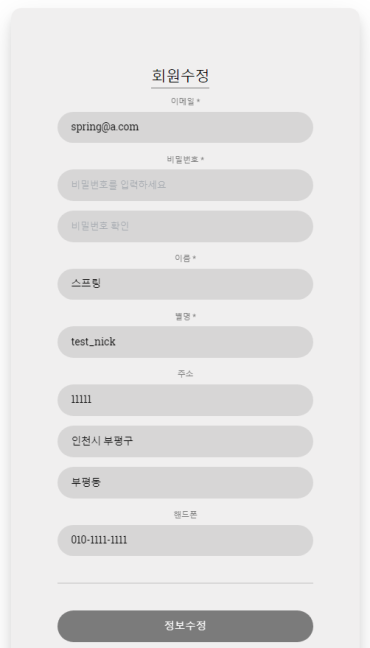 회원수정
이메일 *
spring@a.com
비밀번호 *
비밀번호를 입력하세요
비밀번호 확인
이름 *
스프링
별명 *
test_nick
주소
11111
인천시 부평구
부평동
핸드폰
010-1111-1111
정보수정